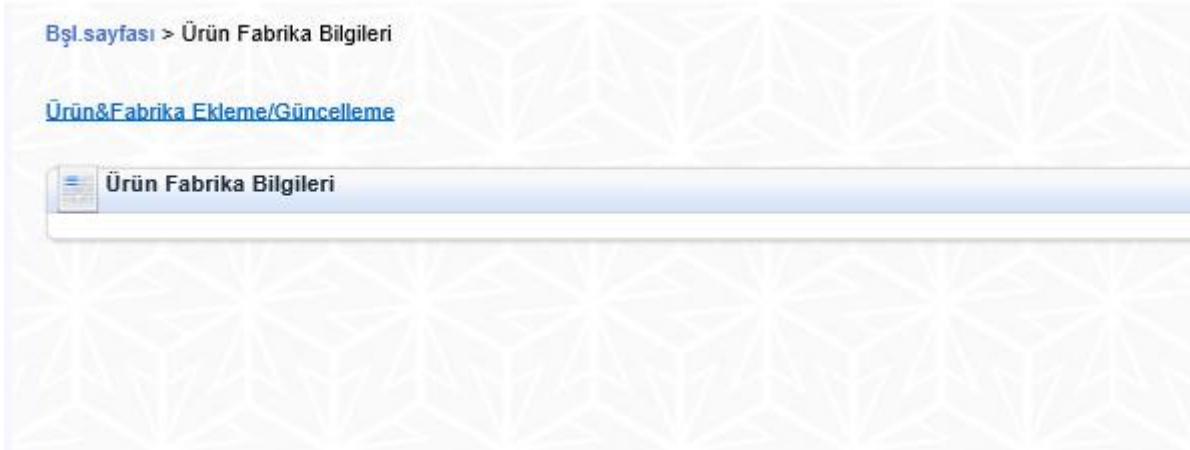 Bşl.sayfası > Ürün Fabrika Bilgileri
Ürün&Fabrika Ekleme/Güncelleme
Ürün Fabrika Bilgileri